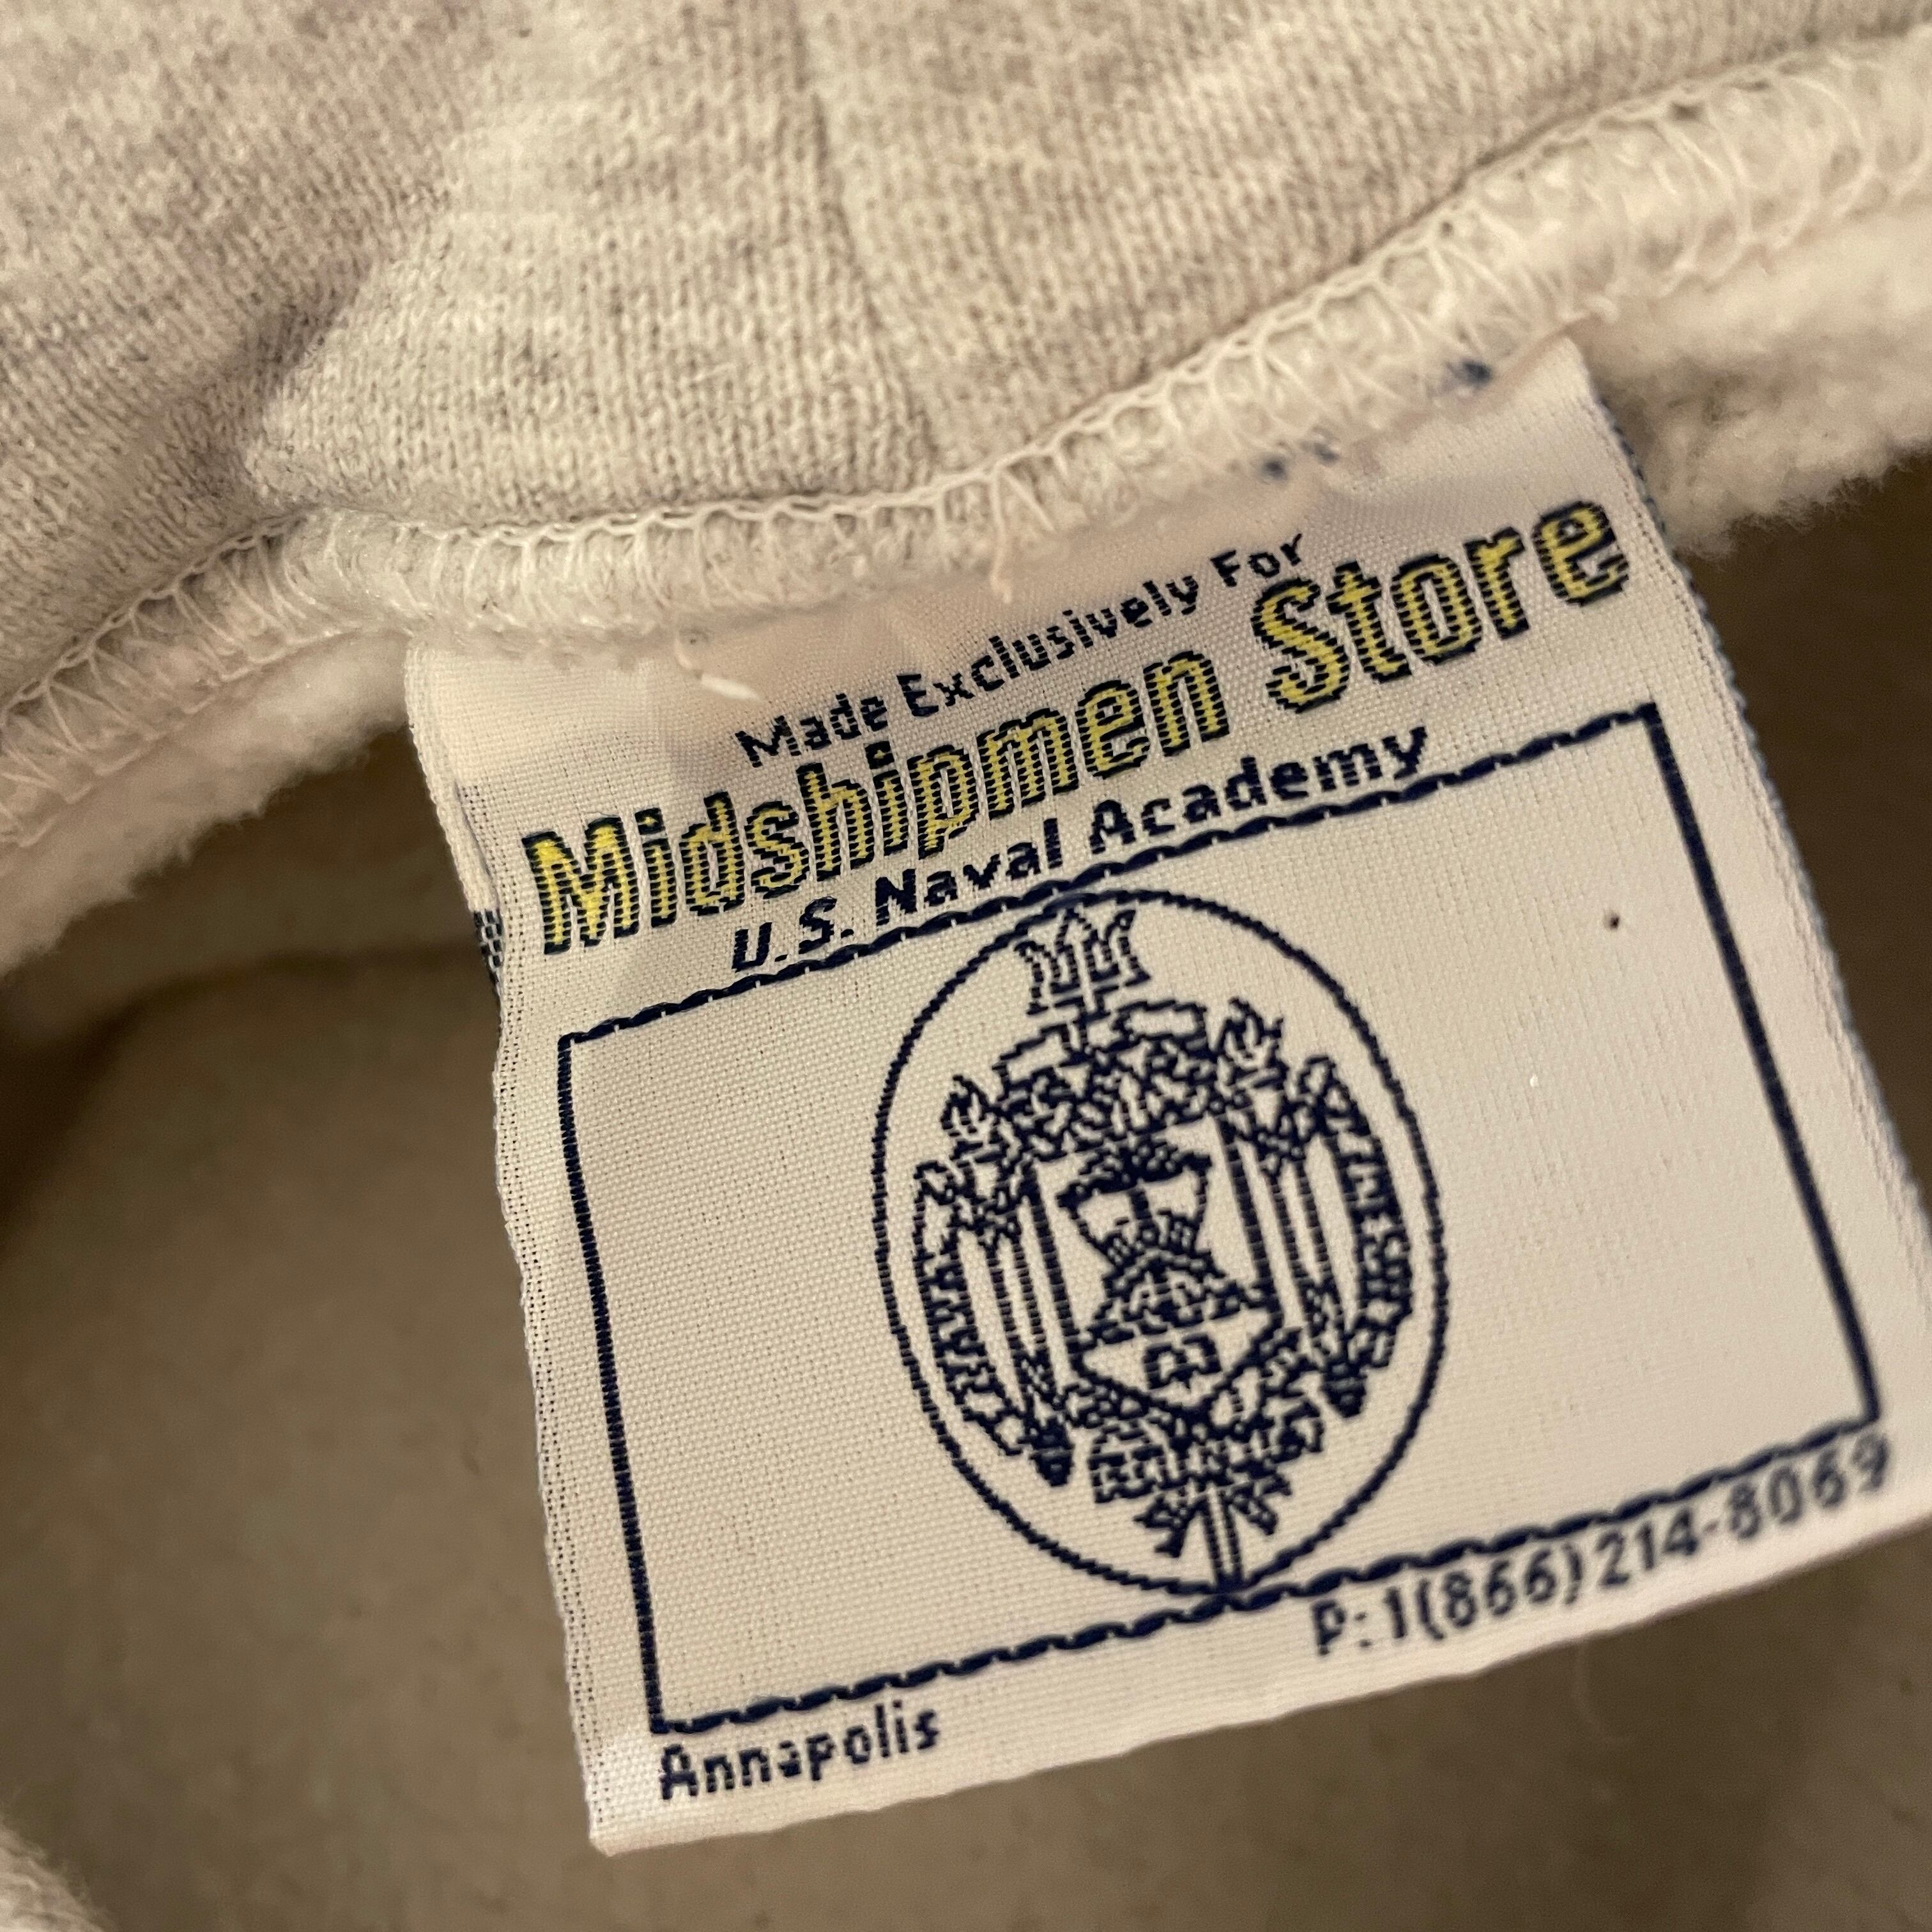 Made Exclusively For
Midshipmen Store
U.S. Naval Academy
Annapolis
P: 1(866)214-8069